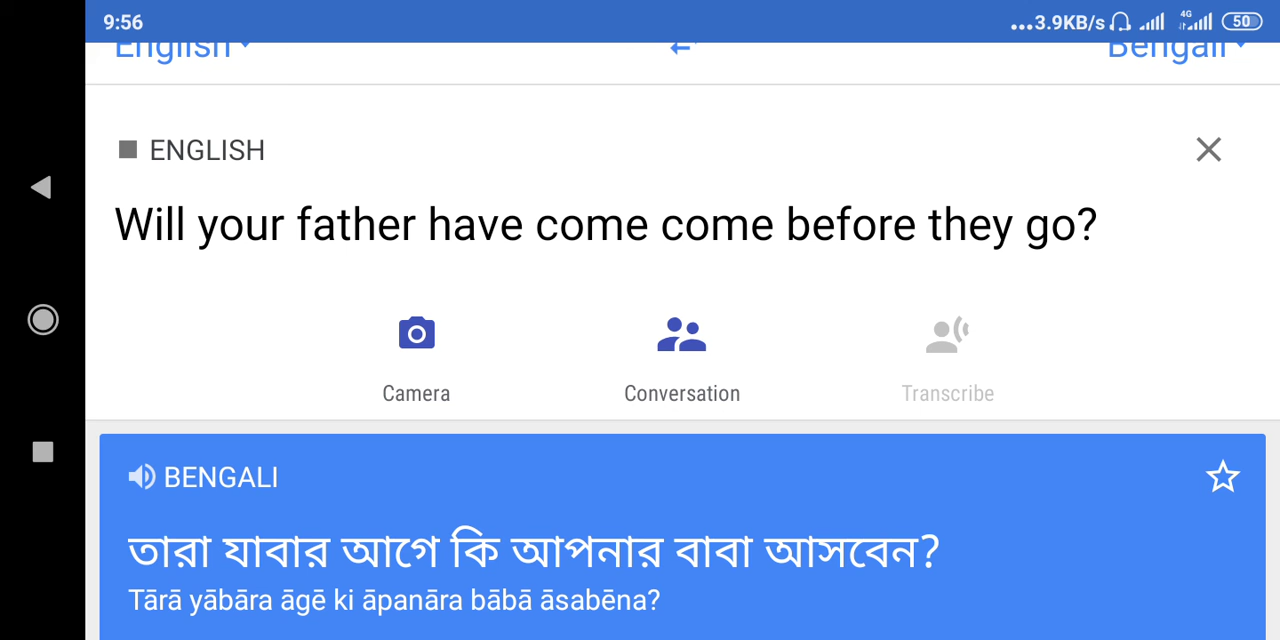 9:56 ...3.9KB/s 4G 50
English Bengali
ENGLISH
Will your father have come come before they go?
Camera Conversation Transcribe
BENGALI
তারা যাবার আগে কি আপনার বাবা আসবেন?
Tārā yābāra āgē ki āpanāra bābā āsabēna?